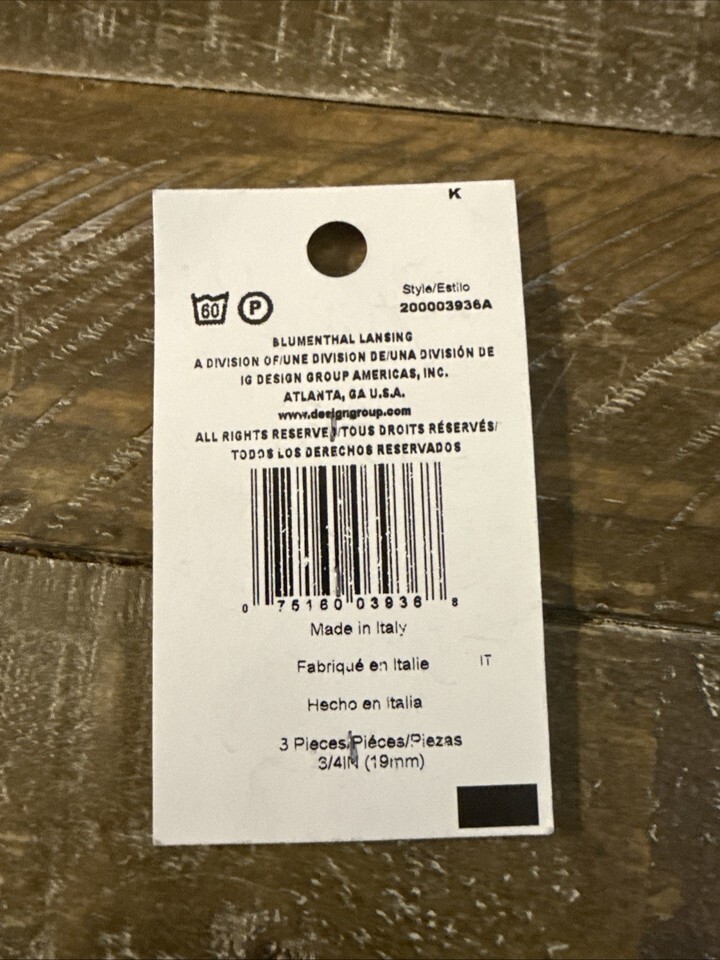 K
Style/Estilo
200003936A
60 P
BLUMENTHAL LANSING
A DIVISION OF/UNE DIVISION DE/UNA DIVISIÓN DE
IG DESIGN GROUP AMERICAS, INC.
ATLANTA, GA U.S.A.
www.designgroup.com
ALL RIGHTS RESERVED/TOUS DROITS RÉSERVÉS/
TODOS LOS DERECHOS RESERVADOS
0 75160 03936 8
Made in Italy
Fabriqué en Italie IT
Hecho en Italia
3 Pieces/Piéces/Piezas
3/4IN (19mm)